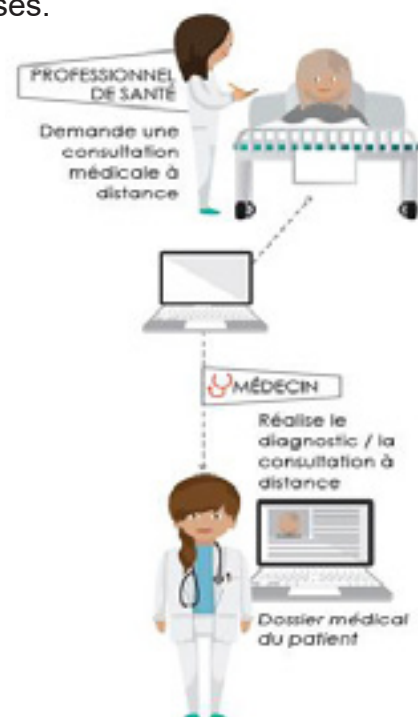 ses.
PROFESSIONNEL
DE SANTÉ
Demande une
consultation
médicale à
distance
MÉDECIN
Réalise le
diagnostic / la
consultation à
distance
Dossier médical
du patient